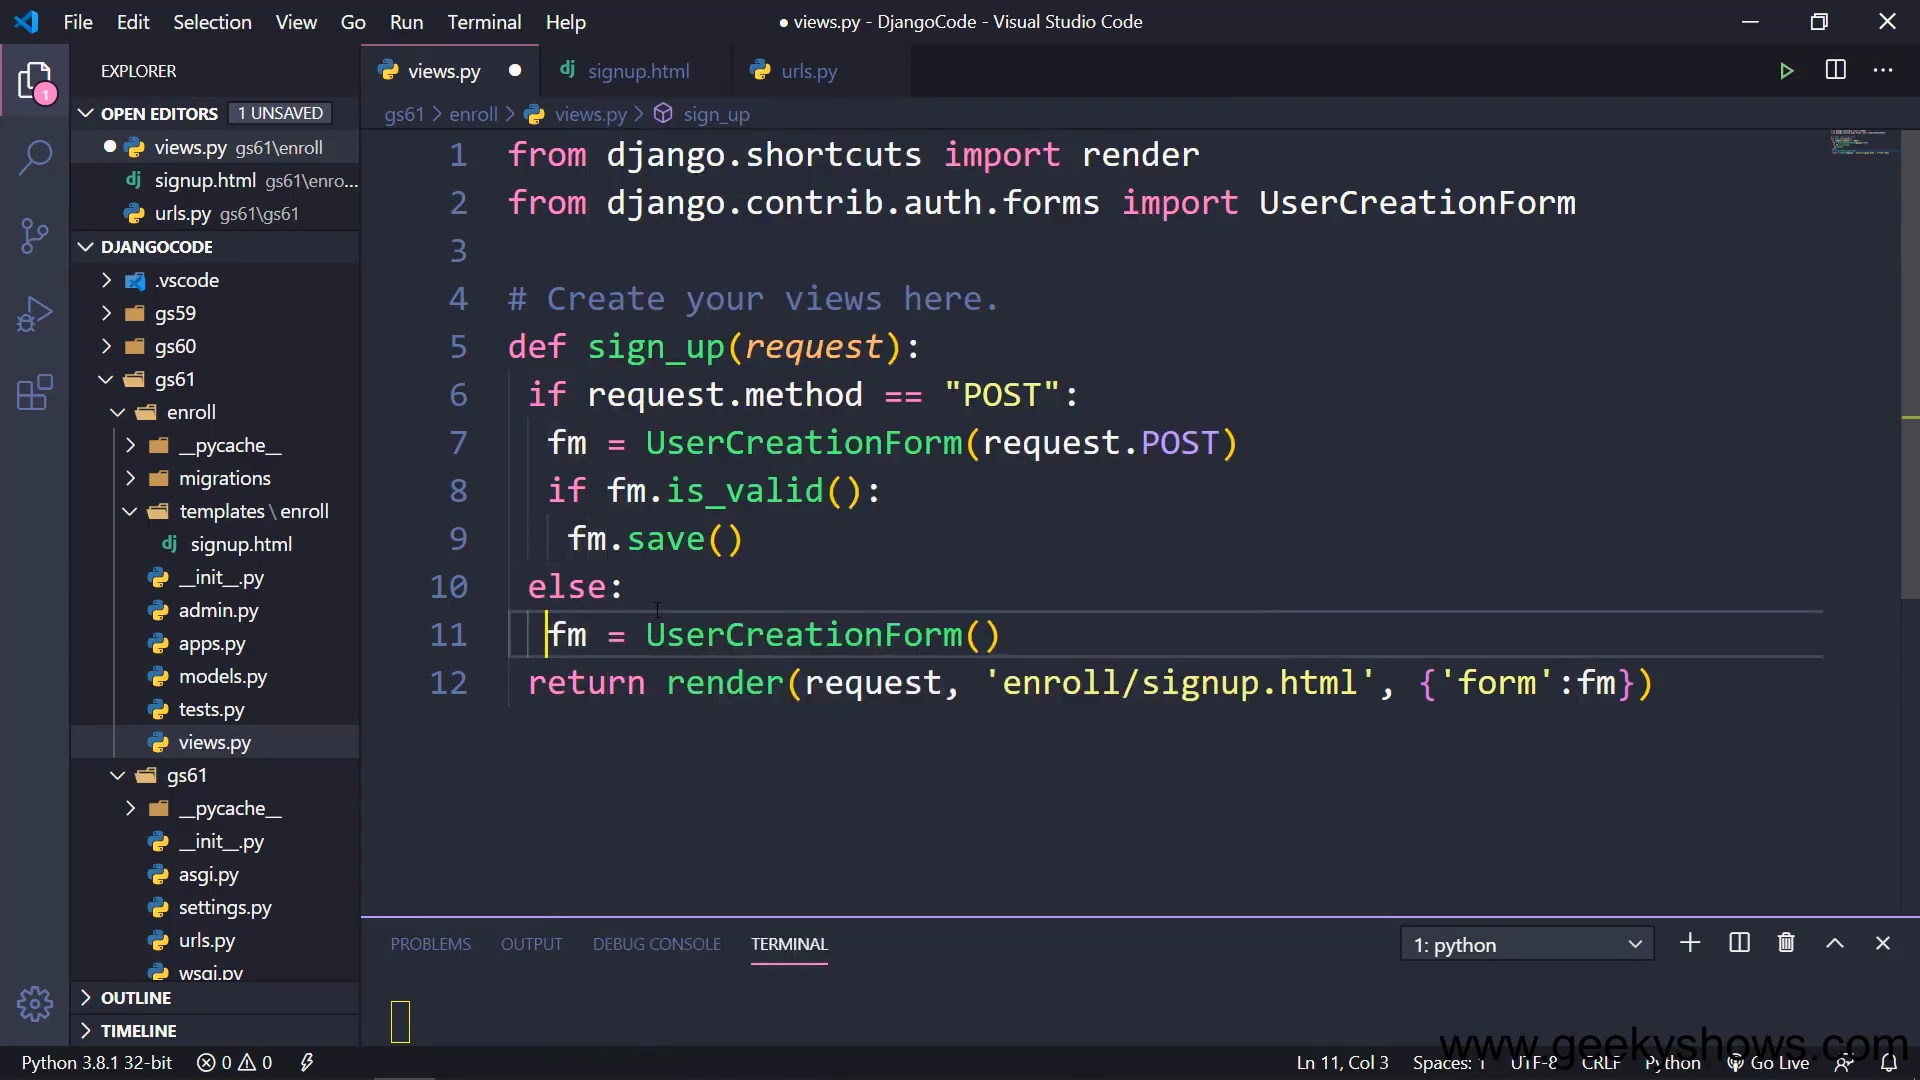 File Edit Selection View Go Run Terminal Help
● views.py - DjangoCode - Visual Studio Code
EXPLORER
1
OPEN EDITORS 1 UNSAVED
views.py gs61\enroll
signup.html gs61\enro...
urls.py gs61\gs61
DJANGOCODE
.vscode
gs59
gs60
gs61
enroll
__pycache__
migrations
templates \ enroll
signup.html
__init__.py
admin.py
apps.py
models.py
tests.py
views.py
gs61
__pycache__
__init__.py
asgi.py
settings.py
urls.py
wsgi.py
OUTLINE
TIMELINE
views.py signup.html urls.py
gs61 > enroll > views.py > sign_up
1 from django.shortcuts import render
2 from django.contrib.auth.forms import UserCreationForm
3
4 # Create your views here.
5 def sign_up(request):
6 if request.method == "POST":
7 fm = UserCreationForm(request.POST)
8 if fm.is_valid():
9 fm.save()
10 else:
11 fm = UserCreationForm()
12 return render(request, 'enroll/signup.html', {'form':fm})
PROBLEMS OUTPUT DEBUG CONSOLE TERMINAL 1: python
www.geekyshows.com
Python 3.8.1 32-bit 0 0 Ln 11, Col 3 Spaces: 1 UTF-8 CRLF Python Go Live